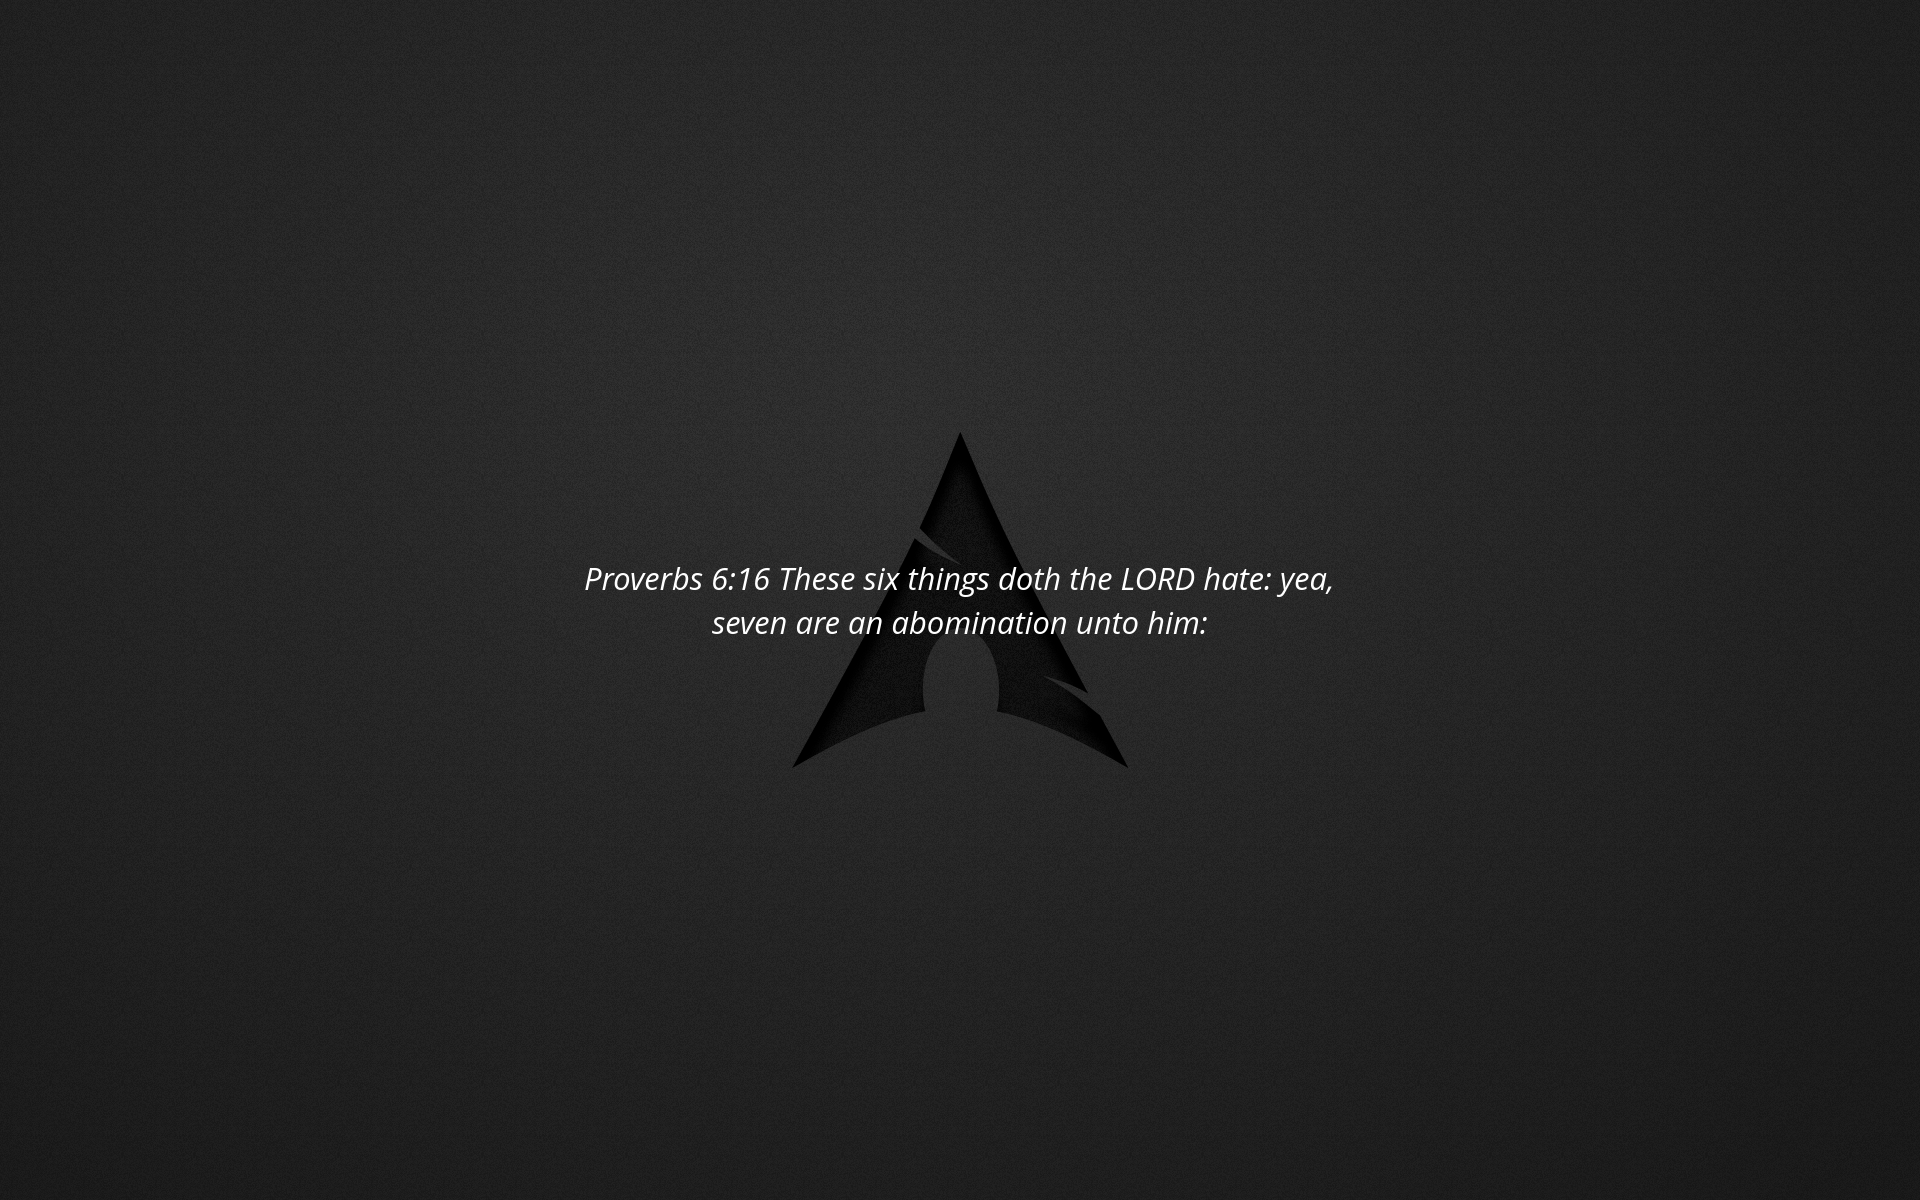 Proverbs 6:16 These six things doth the LORD hate: yea,
seven are an abomination unto him: